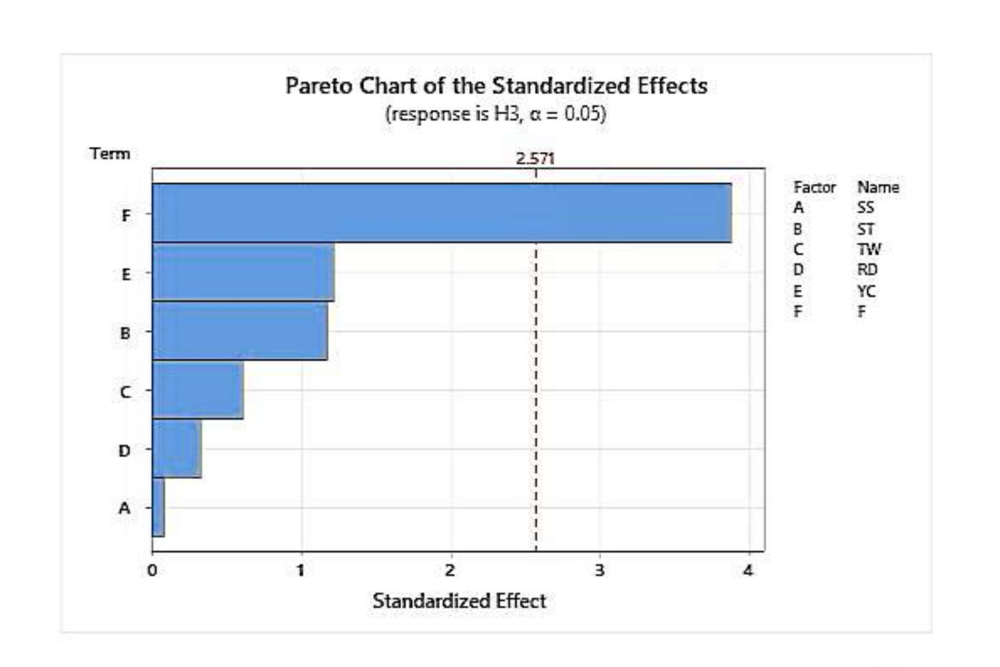 Pareto Chart of the Standardized Effects
(response is H3, α = 0.05)
Term
2.571
F
E
B
C
D
A
0 1 2 3 4
Standardized Effect
Factor Name
A SS
B ST
C TW
D RD
E YC
F F